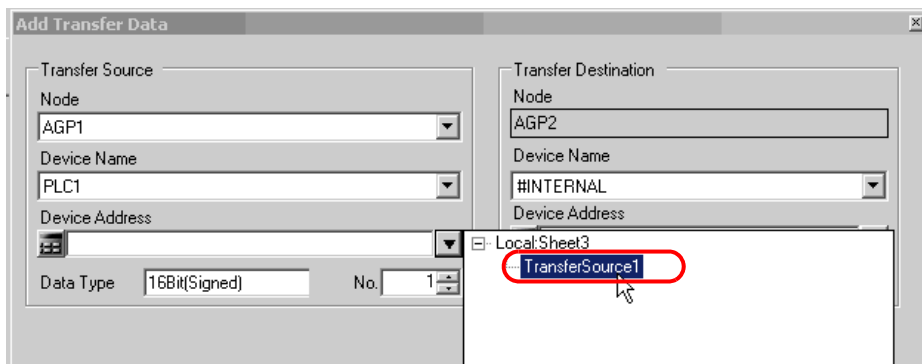 Add Transfer Data
Transfer Source
Node
AGP1
Device Name
PLC1
Device Address
Data Type 16Bit(Signed) No. 1
Transfer Destination
Node
AGP2
Device Name
#INTERNAL
Device Address
Local:Sheet3
TransferSource1